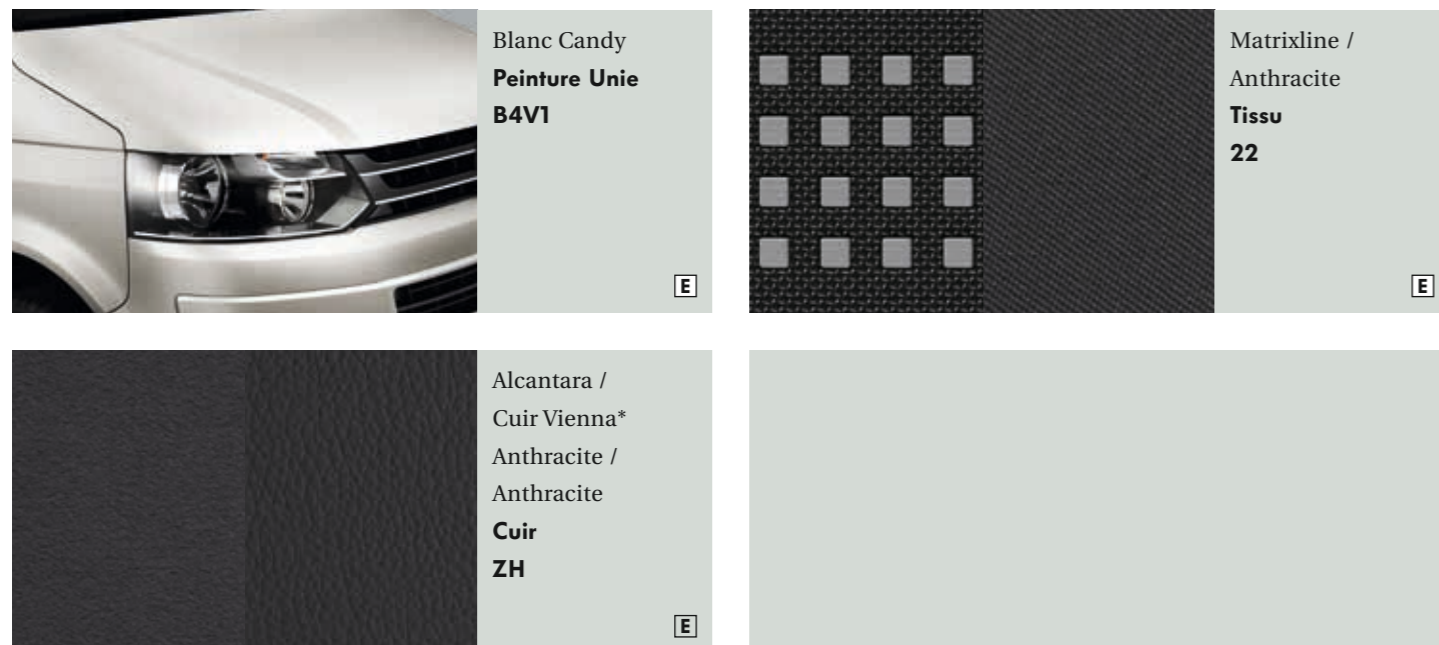 Blanc Candy
Peinture Unie
B4V1
E
Matrixline /
Anthracite
Tissu
22
E
Alcantara /
Cuir Vienna*
Anthracite /
Anthracite
Cuir
ZH
E